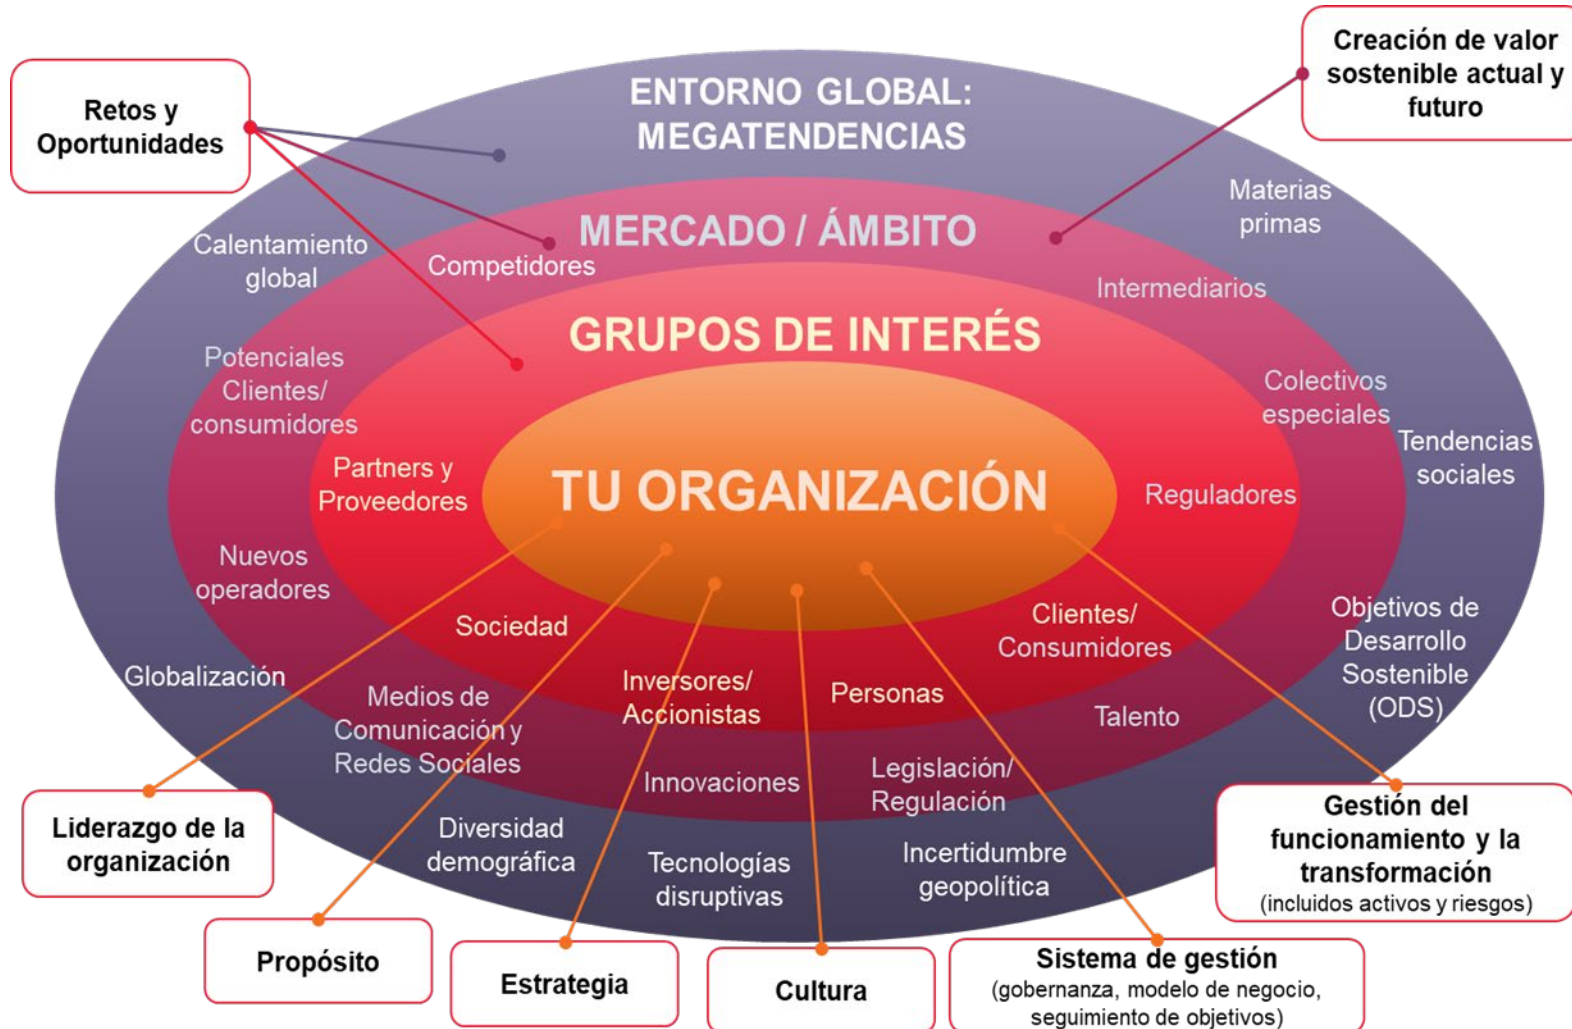 Creación de valor
sostenible actual y
futuro
Retos y
Oportunidades
ENTORNO GLOBAL:
MEGATENDENCIAS
Materias
primas
MERCADO / ÁMBITO
Calentamiento
global
Competidores
Intermediarios
GRUPOS DE INTERÉS
Potenciales
Clientes/
consumidores
Colectivos
especiales
Tendencias
sociales
Partners y
Proveedores
TU ORGANIZACIÓN
Reguladores
Nuevos
operadores
Sociedad
Clientes/
Consumidores
Objetivos de
Desarrollo
Sostenible
(ODS)
Globalización
Inversores/
Accionistas
Personas
Medios de
Comunicación y
Redes Sociales
Talento
Innovaciones
Legislación/
Regulación
Liderazgo de la
organización
Diversidad
demográfica
Tecnologías
disruptivas
Incertidumbre
geopolítica
Gestión del
funcionamiento y la
transformación
(incluidos activos y riesgos)
Propósito
Estrategia
Cultura
Sistema de gestión
(gobernanza, modelo de negocio,
seguimiento de objetivos)